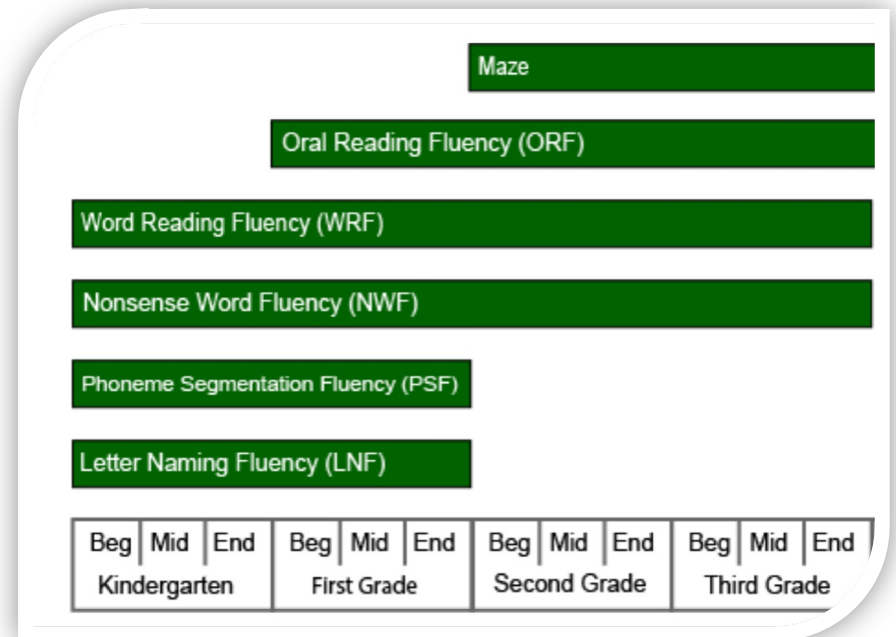 Maze
Oral Reading Fluency (ORF)
Word Reading Fluency (WRF)
Nonsense Word Fluency (NWF)
Phoneme Segmentation Fluency (PSF)
Letter Naming Fluency (LNF)
Beg Mid End Beg Mid End Beg Mid End Beg Mid End
Kindergarten First Grade Second Grade Third Grade